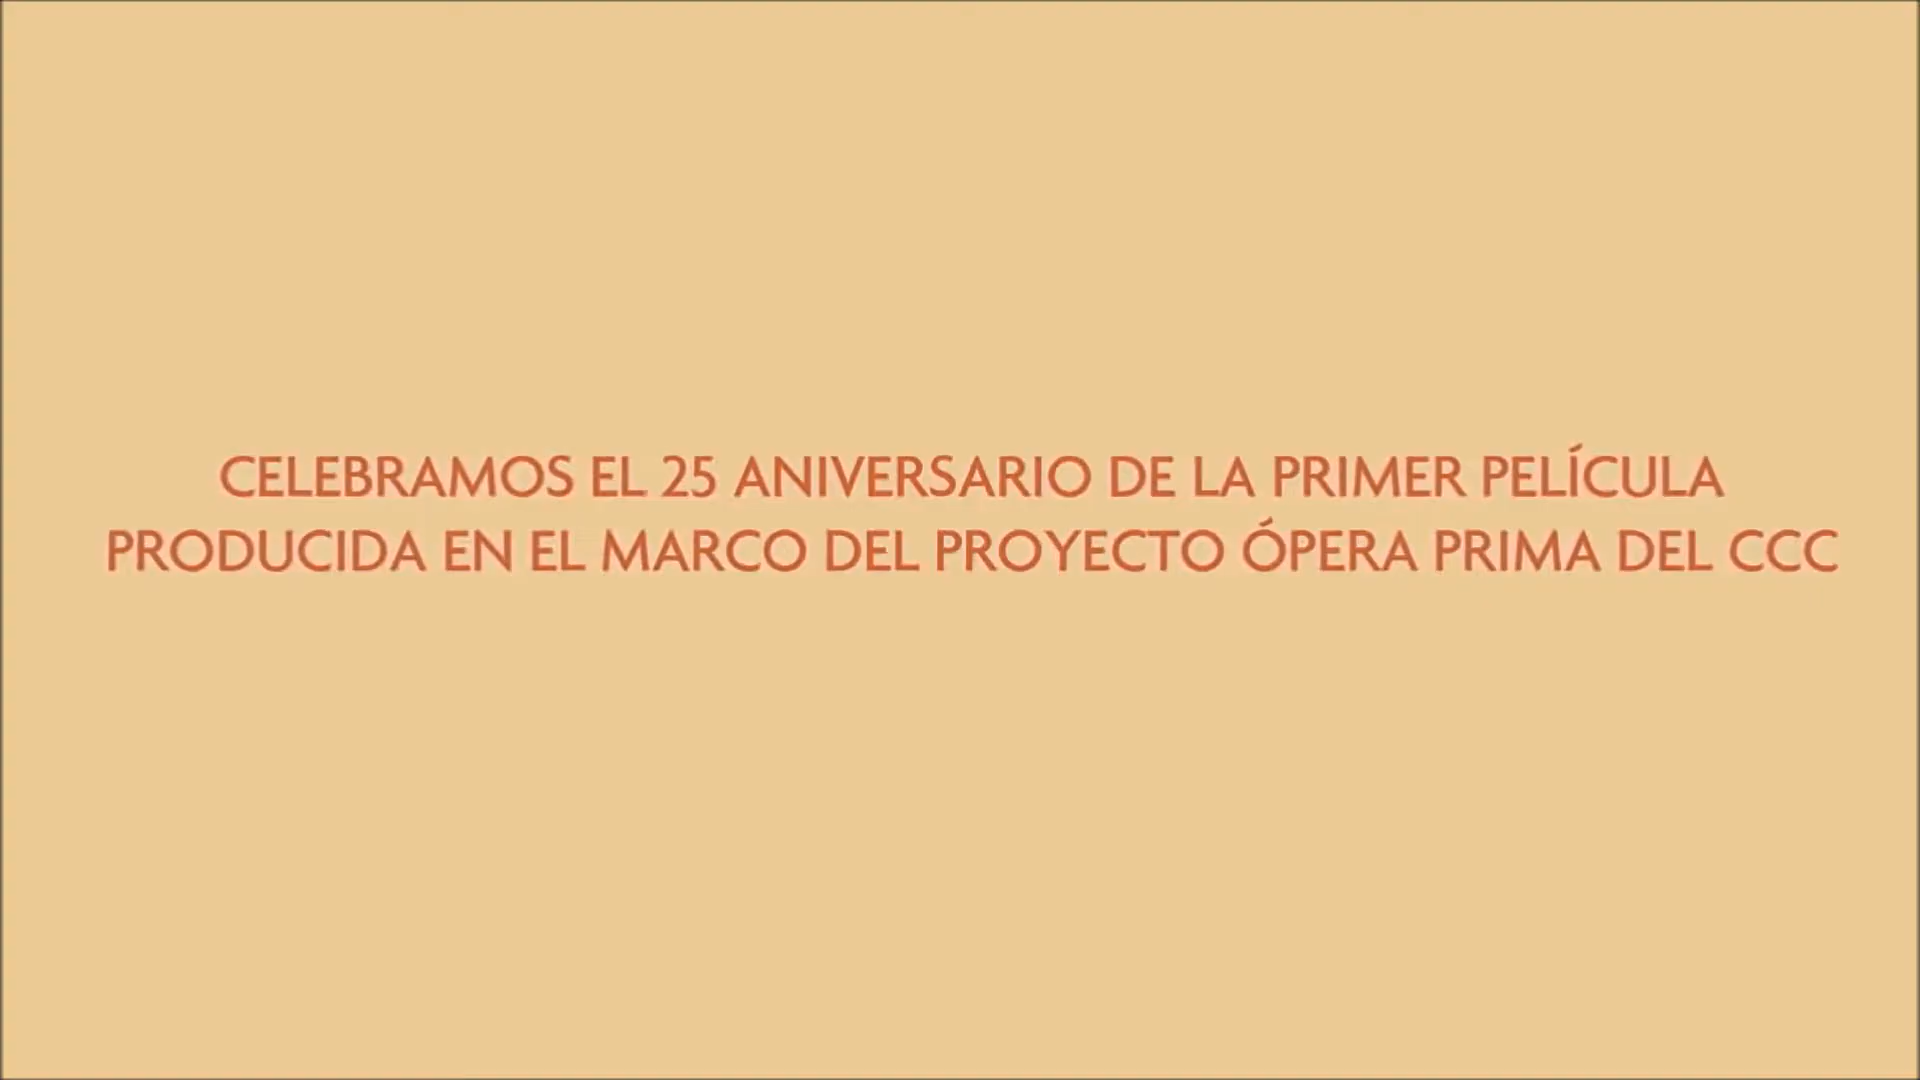 CELEBRAMOS EL 25 ANIVERSARIO DE LA PRIMER PELÍCULA
PRODUCIDA EN EL MARCO DEL PROYECTO ÓPERA PRIMA DEL CCC